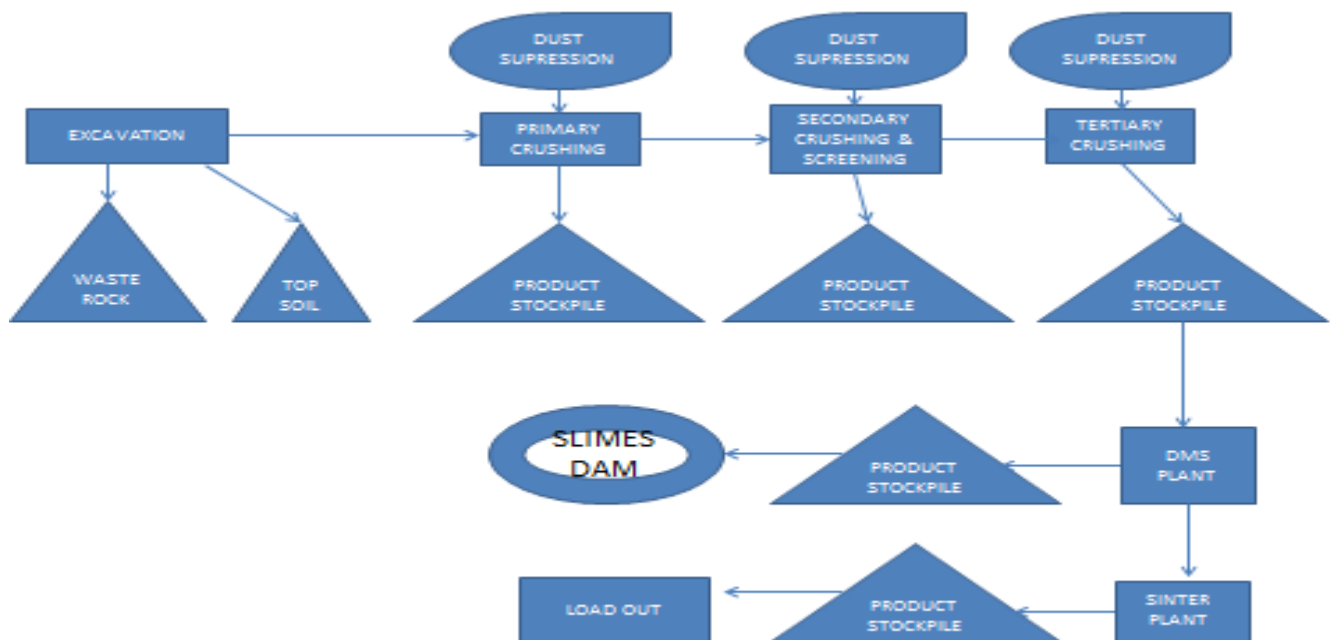 DUST
SUPRESSION
DUST
SUPRESSION
DUST
SUPRESSION
EXCAVATION
PRIMARY
CRUSHING
SECONDARY
CRUSHING &
SCREENING
TERTIARY
CRUSHING
WASTE
ROCK
TOP
SOIL
PRODUCT
STOCKPILE
PRODUCT
STOCKPILE
PRODUCT
STOCKPILE
SLIMES
DAM
PRODUCT
STOCKPILE
DMS
PLANT
LOAD OUT
PRODUCT
STOCKPILE
SINTER
PLANT